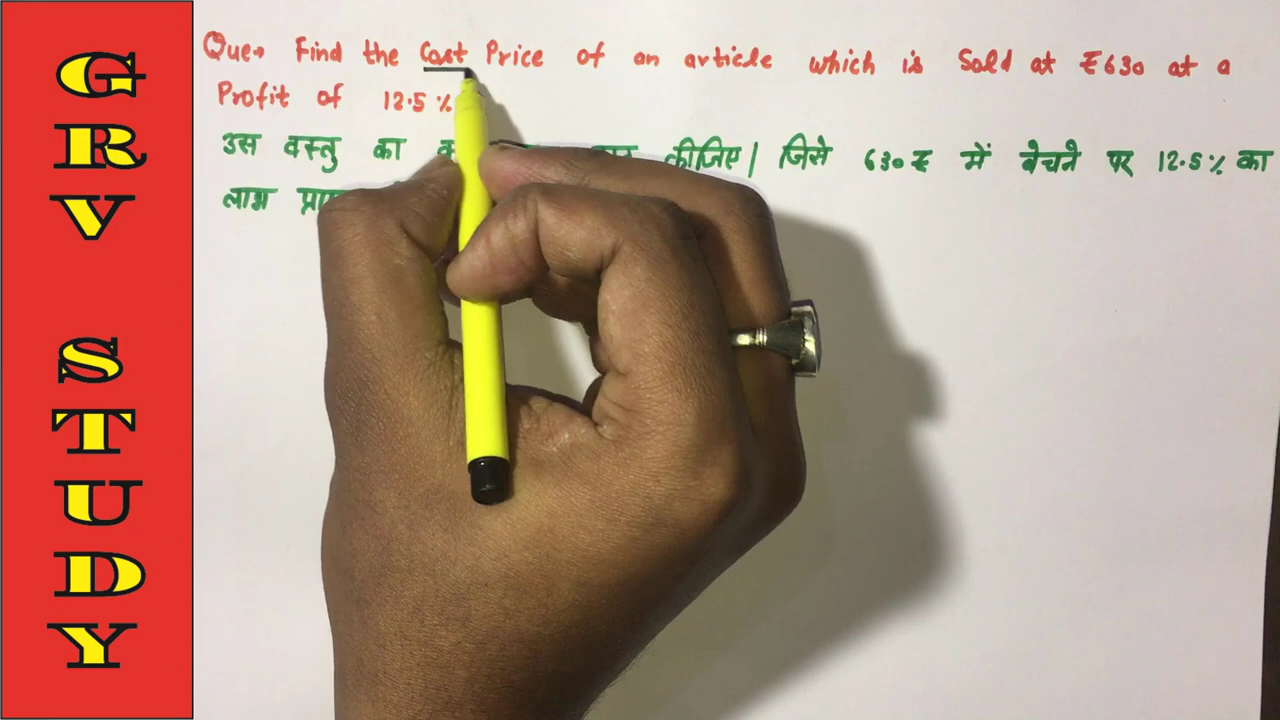 GRV STUDY
Que→ Find the Cost Price of an article which is Sold at ₹630 at a
Profit of 12.5 %
उस वस्तु का कीजिए | जिसे 630 ₹ में बेचने पर 12.5 % का
लाभ